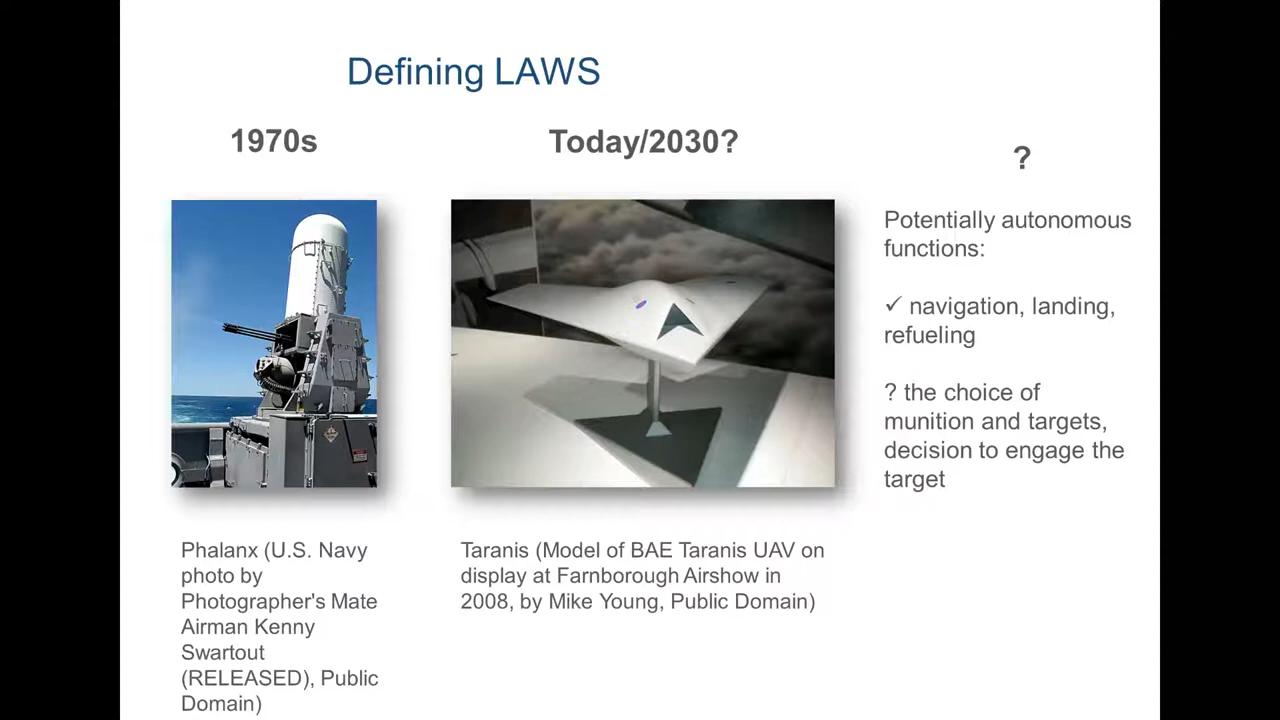 Defining LAWS
1970s
Today/2030?
?
Potentially autonomous
functions:
✓ navigation, landing,
refueling
? the choice of
munition and targets,
decision to engage the
target
Phalanx (U.S. Navy
photo by
Photographer's Mate
Airman Kenny
Swartout
(RELEASED), Public
Domain)
Taranis (Model of BAE Taranis UAV on
display at Farnborough Airshow in
2008, by Mike Young, Public Domain)